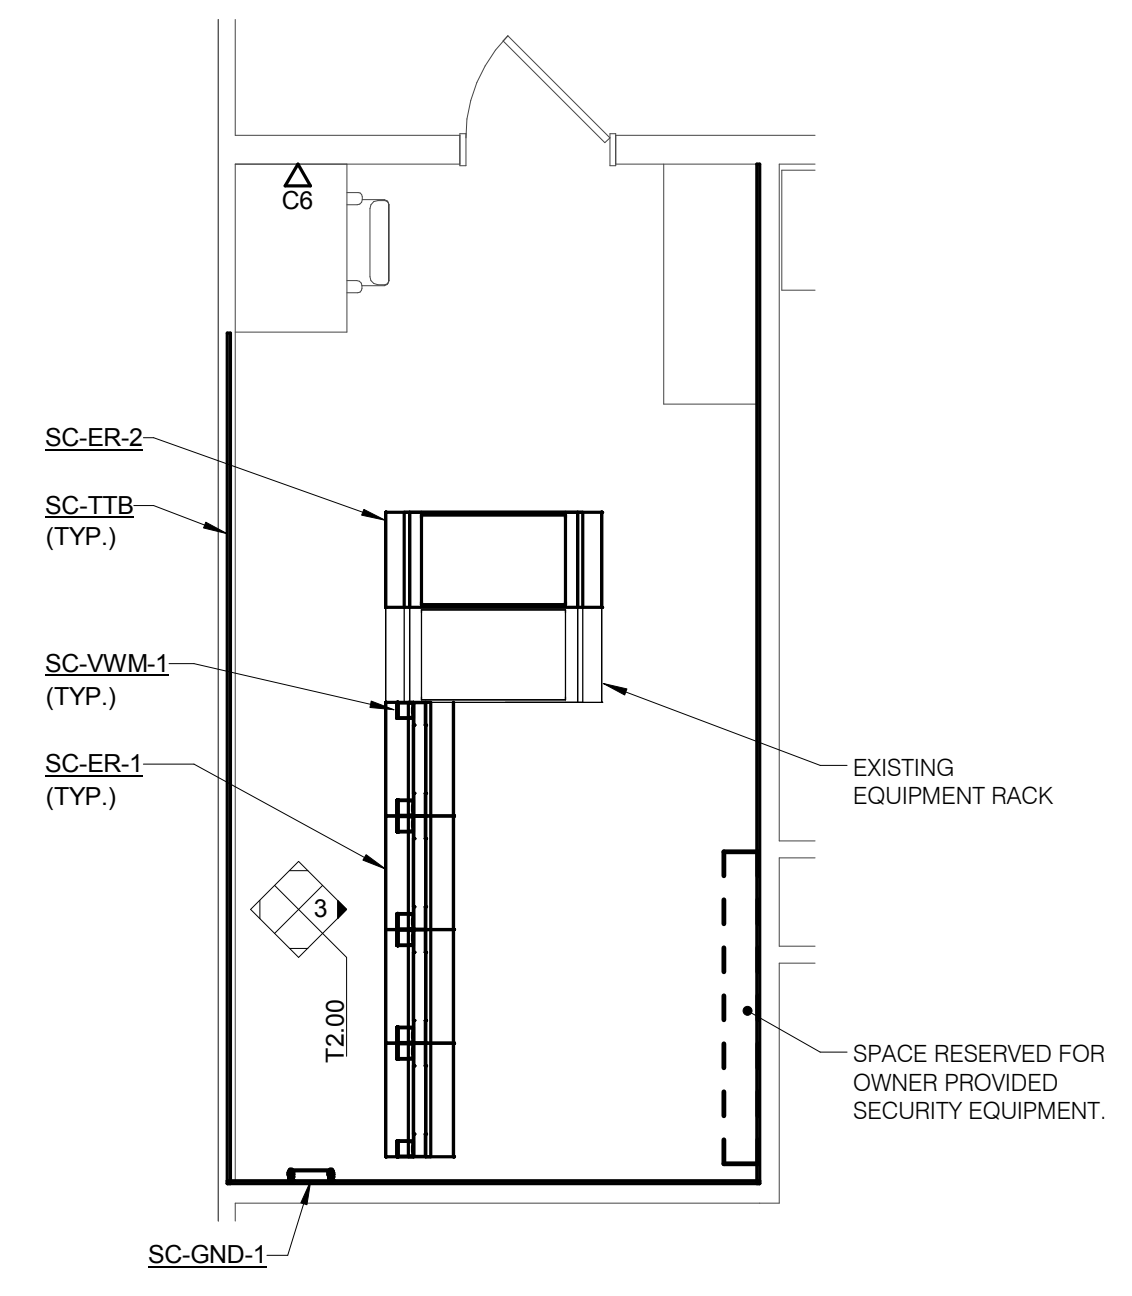 C6
SC-ER-2
SC-TTB
(TYP.)
SC-VWM-1
(TYP.)
SC-ER-1
(TYP.)
EXISTING
EQUIPMENT RACK
3
T2.00
SPACE RESERVED FOR
OWNER PROVIDED
SECURITY EQUIPMENT.
SC-GND-1